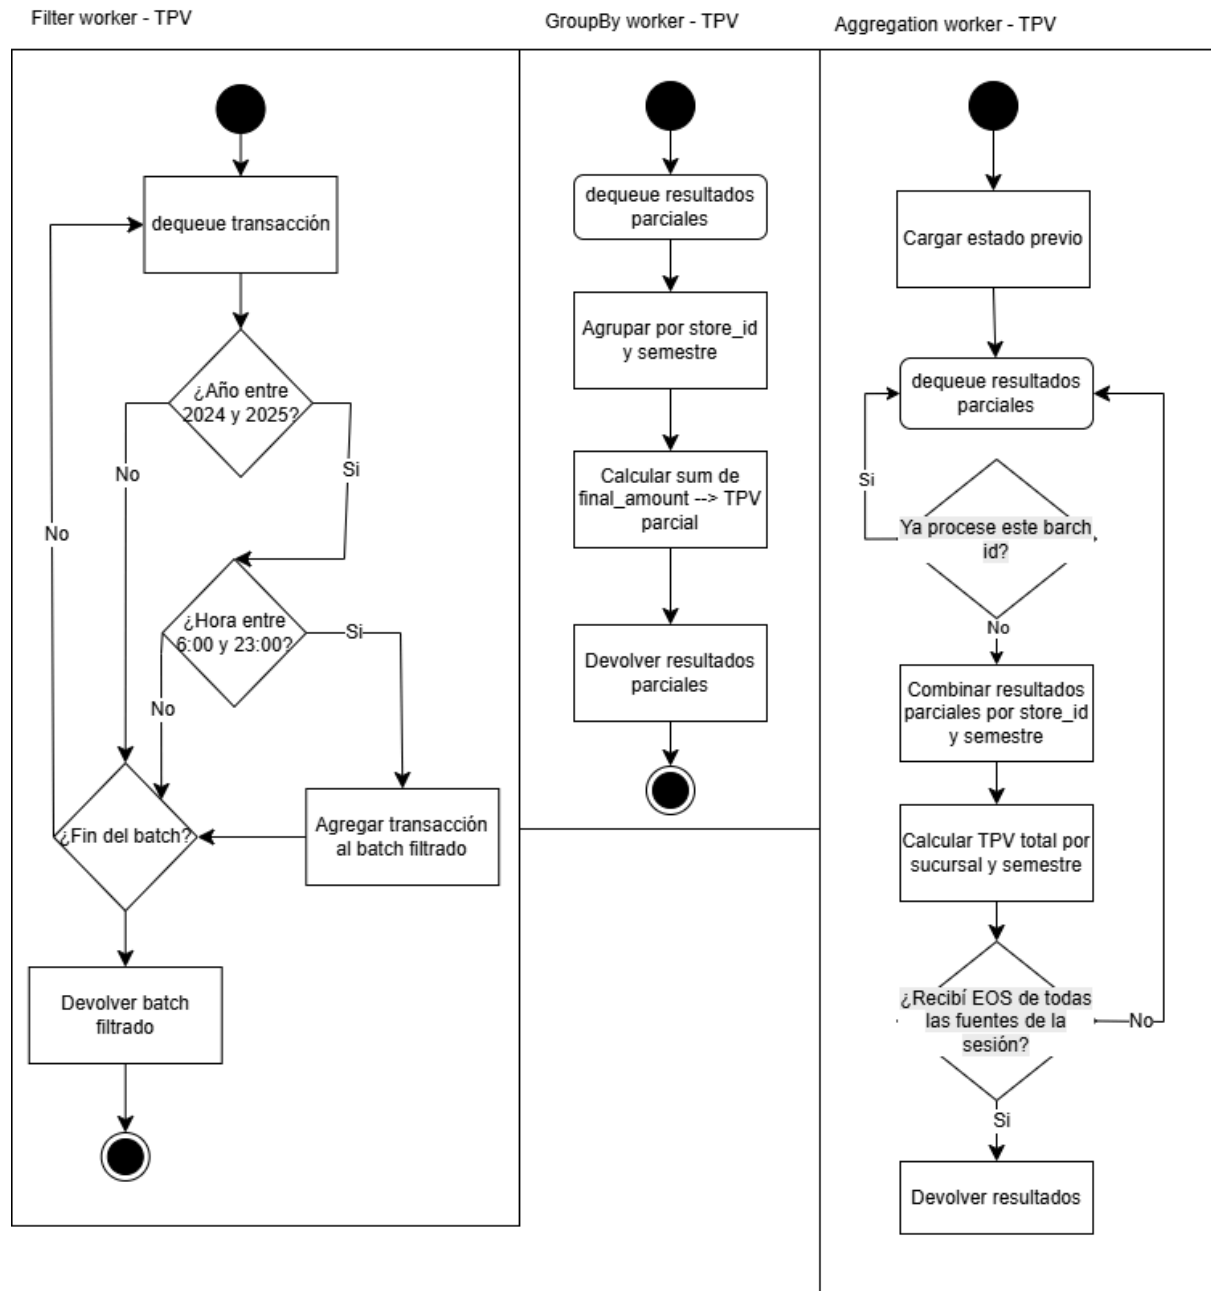 Filter worker - TPV
dequeue transacción
¿Año entre
2024 y 2025?
No
Si
No
¿Hora entre
6:00 y 23:00?
Si
No
¿Fin del batch?
Agregar transacción
al batch filtrado
Devolver batch
filtrado
GroupBy worker - TPV
dequeue resultados
parciales
Agrupar por store_id
y semestre
Calcular sum de
final_amount --> TPV
parcial
Devolver resultados
parciales
Aggregation worker - TPV
Cargar estado previo
dequeue resultados
parciales
Si
Ya procese este barch
id?
No
Combinar resultados
parciales por store_id
y semestre
Calcular TPV total por
sucursal y semestre
¿Recibí EOS de todas
las fuentes de la
sesión?
No
Si
Devolver resultados